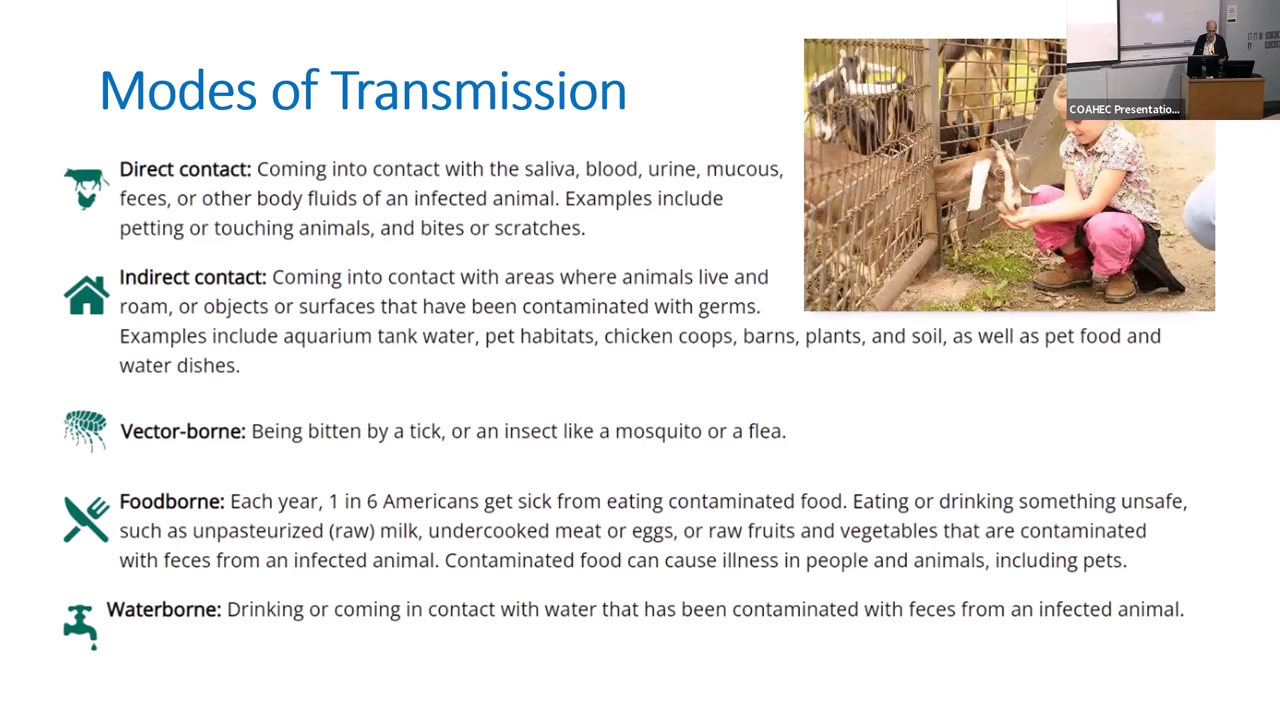 Modes of Transmission
COAHEC Presentatio...
Direct contact: Coming into contact with the saliva, blood, urine, mucous,
feces, or other body fluids of an infected animal. Examples include
petting or touching animals, and bites or scratches.
Indirect contact: Coming into contact with areas where animals live and
roam, or objects or surfaces that have been contaminated with germs.
Examples include aquarium tank water, pet habitats, chicken coops, barns, plants, and soil, as well as pet food and
water dishes.
Vector-borne: Being bitten by a tick, or an insect like a mosquito or a flea.
Foodborne: Each year, 1 in 6 Americans get sick from eating contaminated food. Eating or drinking something unsafe,
such as unpasteurized (raw) milk, undercooked meat or eggs, or raw fruits and vegetables that are contaminated
with feces from an infected animal. Contaminated food can cause illness in people and animals, including pets.
Waterborne: Drinking or coming in contact with water that has been contaminated with feces from an infected animal.